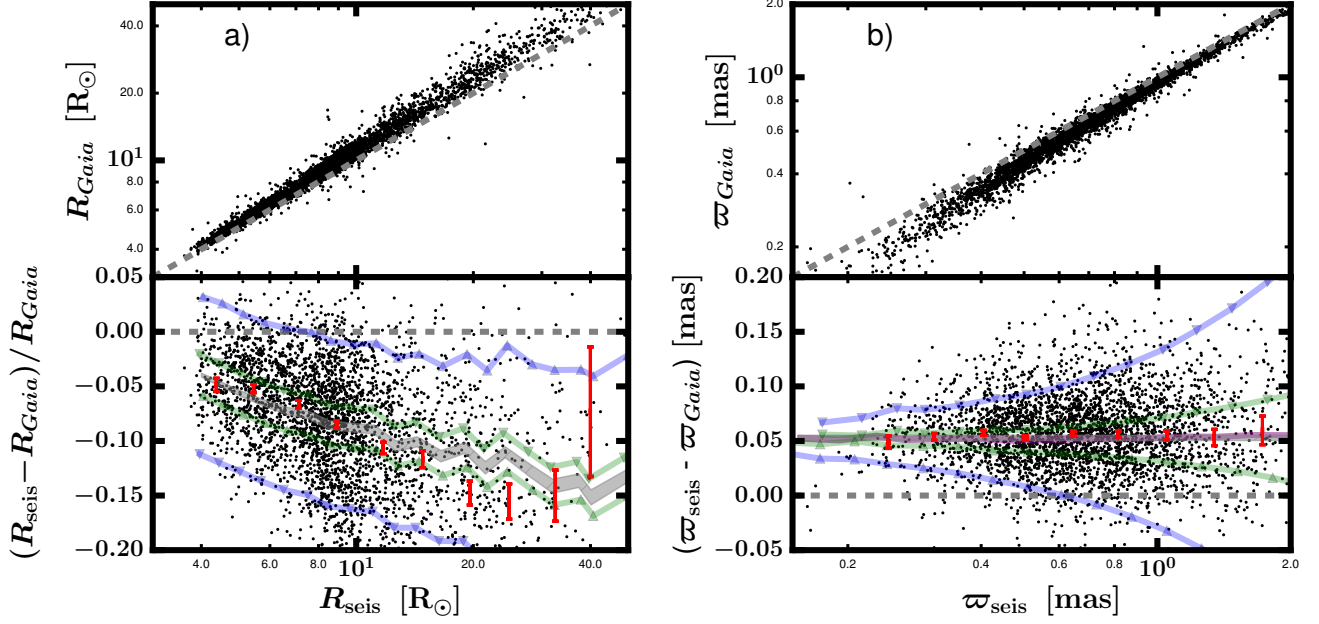 a)
R_Gaia [R_⊙]
40.0
20.0
10^1
8.0
6.0
4.0
b)
ϖ_Gaia [mas]
2.0
10^0
0.8
0.6
0.4
0.2
(R_seis−R_Gaia)/R_Gaia
0.05
0.00
−0.05
−0.10
−0.15
−0.20
4.0 6.0 8.0 10^1 20.0 40.0
R_seis [R_⊙]
(ϖ_seis - ϖ_Gaia) [mas]
0.20
0.15
0.10
0.05
0.00
−0.05
0.2 0.4 0.6 0.8 10^0 2.0
ϖ_seis [mas]